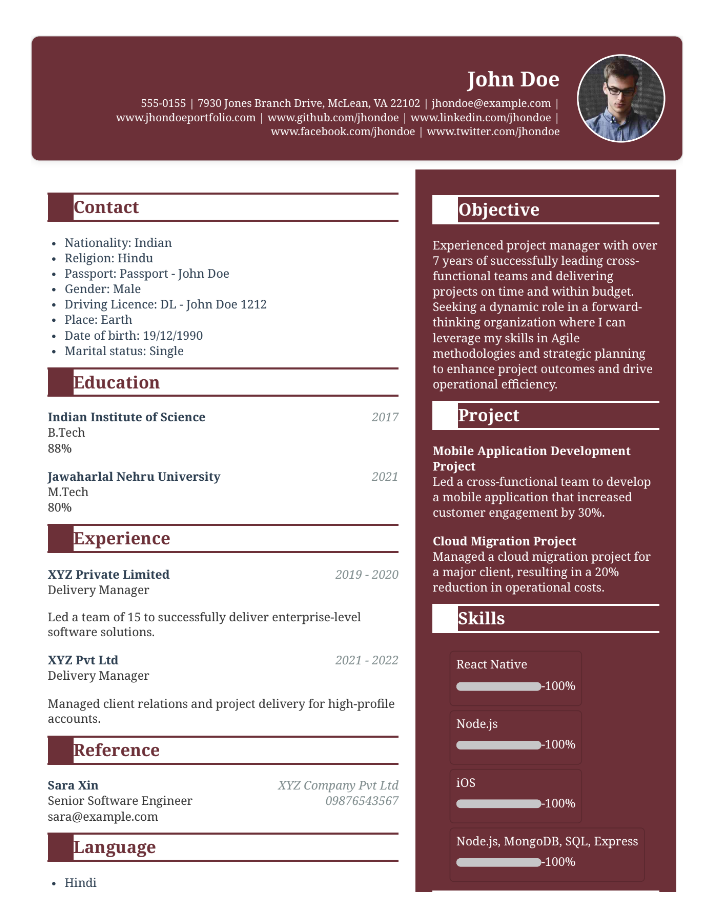 John Doe
555-0155 | 7930 Jones Branch Drive, McLean, VA 22102 | jhondoe@example.com |
www.jhondoeportfolio.com | www.github.com/jhondoe | www.linkedin.com/jhondoe |
www.facebook.com/jhondoe | www.twitter.com/jhondoe
Contact
• Nationality: Indian
• Religion: Hindu
• Passport: Passport - John Doe
• Gender: Male
• Driving Licence: DL - John Doe 1212
• Place: Earth
• Date of birth: 19/12/1990
• Marital status: Single
Education
Indian Institute of Science 2017
B.Tech
88%
Jawaharlal Nehru University 2021
M.Tech
80%
Experience
XYZ Private Limited 2019 - 2020
Delivery Manager
Led a team of 15 to successfully deliver enterprise-level
software solutions.
XYZ Pvt Ltd 2021 - 2022
Delivery Manager
Managed client relations and project delivery for high-profile
accounts.
Reference
Sara Xin XYZ Company Pvt Ltd
Senior Software Engineer 09876543567
sara@example.com
Language
• Hindi
Objective
Experienced project manager with over
7 years of successfully leading cross-
functional teams and delivering
projects on time and within budget.
Seeking a dynamic role in a forward-
thinking organization where I can
leverage my skills in Agile
methodologies and strategic planning
to enhance project outcomes and drive
operational efficiency.
Project
Mobile Application Development
Project
Led a cross-functional team to develop
a mobile application that increased
customer engagement by 30%.
Cloud Migration Project
Managed a cloud migration project for
a major client, resulting in a 20%
reduction in operational costs.
Skills
React Native
-100%
Node.js
-100%
iOS
-100%
Node.js, MongoDB, SQL, Express
-100%